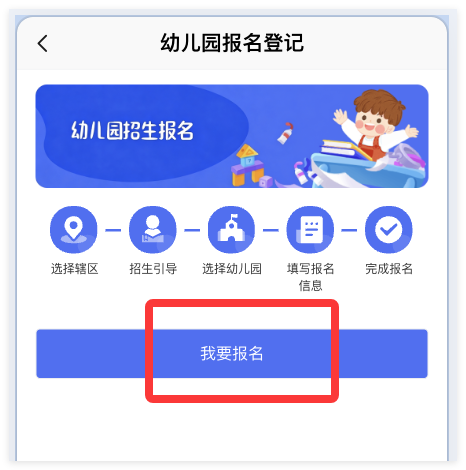 幼儿园报名登记
幼儿园招生报名
选择辖区
招生引导
选择幼儿园
填写报名
信息
完成报名
我要报名